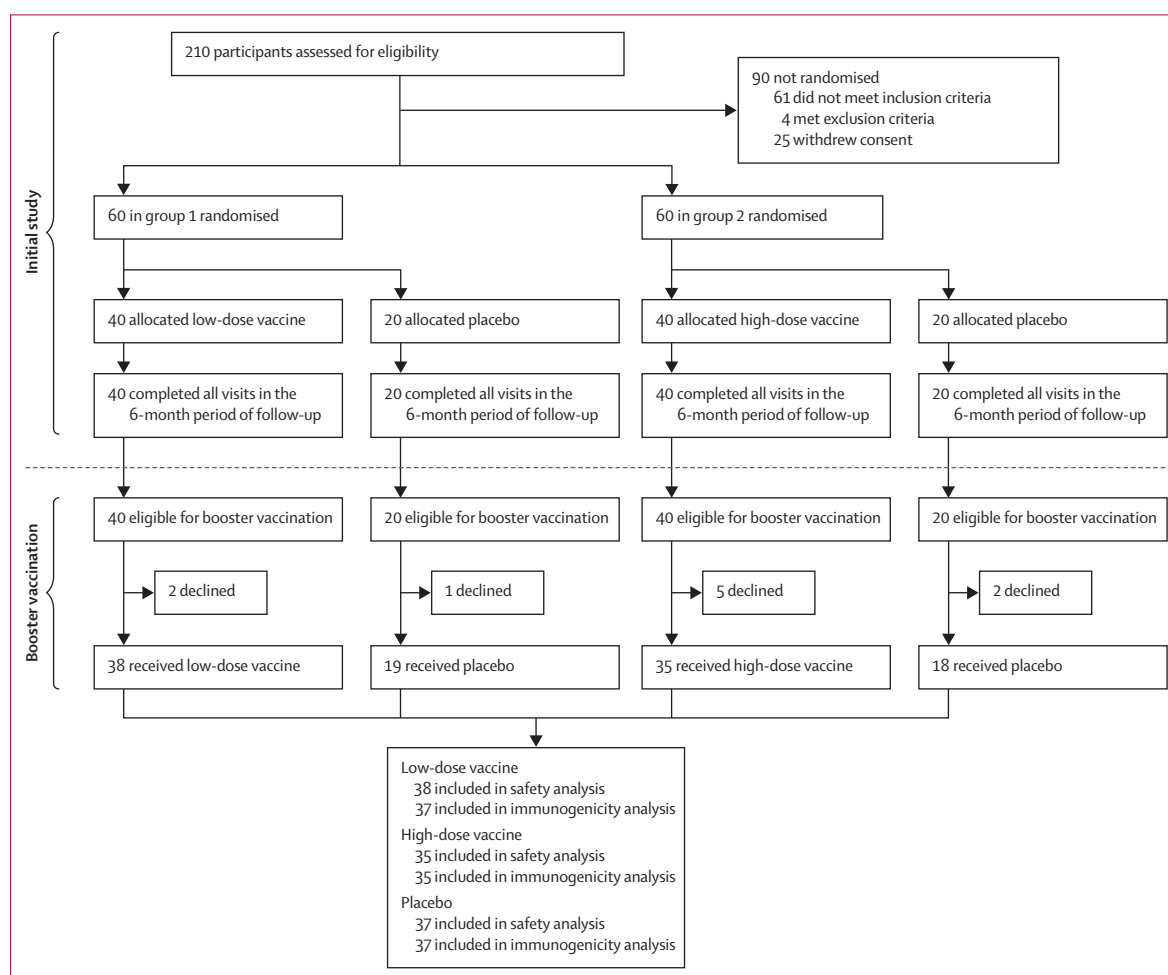 210 participants assessed for eligibility
90 not randomised
61 did not meet inclusion criteria
4 met exclusion criteria
25 withdrew consent
Initial study
60 in group 1 randomised
60 in group 2 randomised
40 allocated low-dose vaccine
20 allocated placebo
40 allocated high-dose vaccine
20 allocated placebo
40 completed all visits in the
6-month period of follow-up
20 completed all visits in the
6-month period of follow-up
40 completed all visits in the
6-month period of follow-up
20 completed all visits in the
6-month period of follow-up
Booster vaccination
40 eligible for booster vaccination
20 eligible for booster vaccination
40 eligible for booster vaccination
20 eligible for booster vaccination
2 declined
1 declined
5 declined
2 declined
38 received low-dose vaccine
19 received placebo
35 received high-dose vaccine
18 received placebo
Low-dose vaccine
38 included in safety analysis
37 included in immunogenicity analysis
High-dose vaccine
35 included in safety analysis
35 included in immunogenicity analysis
Placebo
37 included in safety analysis
37 included in immunogenicity analysis